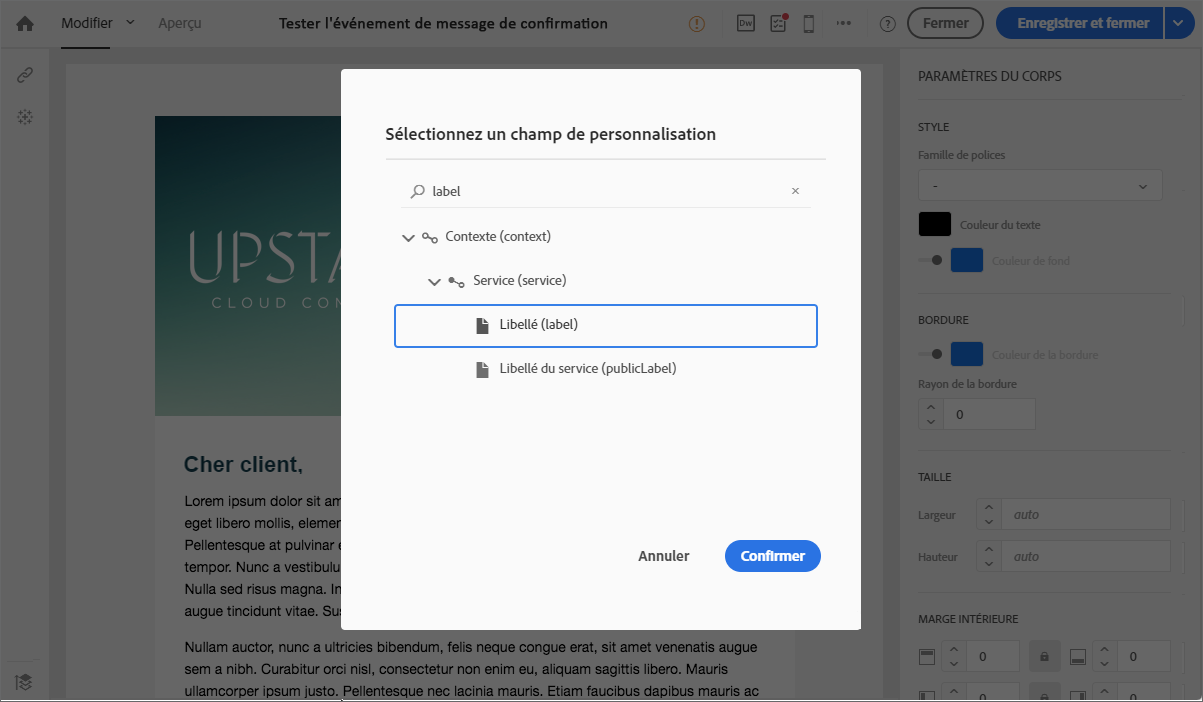 Modifier
Aperçu
Tester l'événement de message de confirmation
Dw
?
Fermer
Enregistrer et fermer
PARAMÈTRES DU CORPS
STYLE
Famille de polices
-
Couleur du texte
Couleur de fond
BORDURE
Couleur de la bordure
Rayon de la bordure
0
TAILLE
Largeur
auto
Hauteur
auto
MARGE INTÉRIEURE
0
0
0
0
Sélectionnez un champ de personnalisation
label
Contexte (context)
Service (service)
Libellé (label)
Libellé du service (publicLabel)
Annuler
Confirmer
UPSTA
CLOUD CON
Cher client,
Lorem ipsum dolor sit am
eget libero mollis, elemen
Pellentesque at pulvinar e
tempor. Nunc a vestibulu
Nulla sed risus magna. In
augue tincidunt vitae. Sus
Nullam auctor, nunc a ultricies bibendum, felis neque congue erat, sit amet venenatis augue
sem a nibh. Curabitur orci nisl, consectetur non enim eu, aliquam sagittis libero. Mauris
ullamcorper ipsum justo. Pellentesque nec lacinia mauris. Etiam faucibus dapibus mauris ac